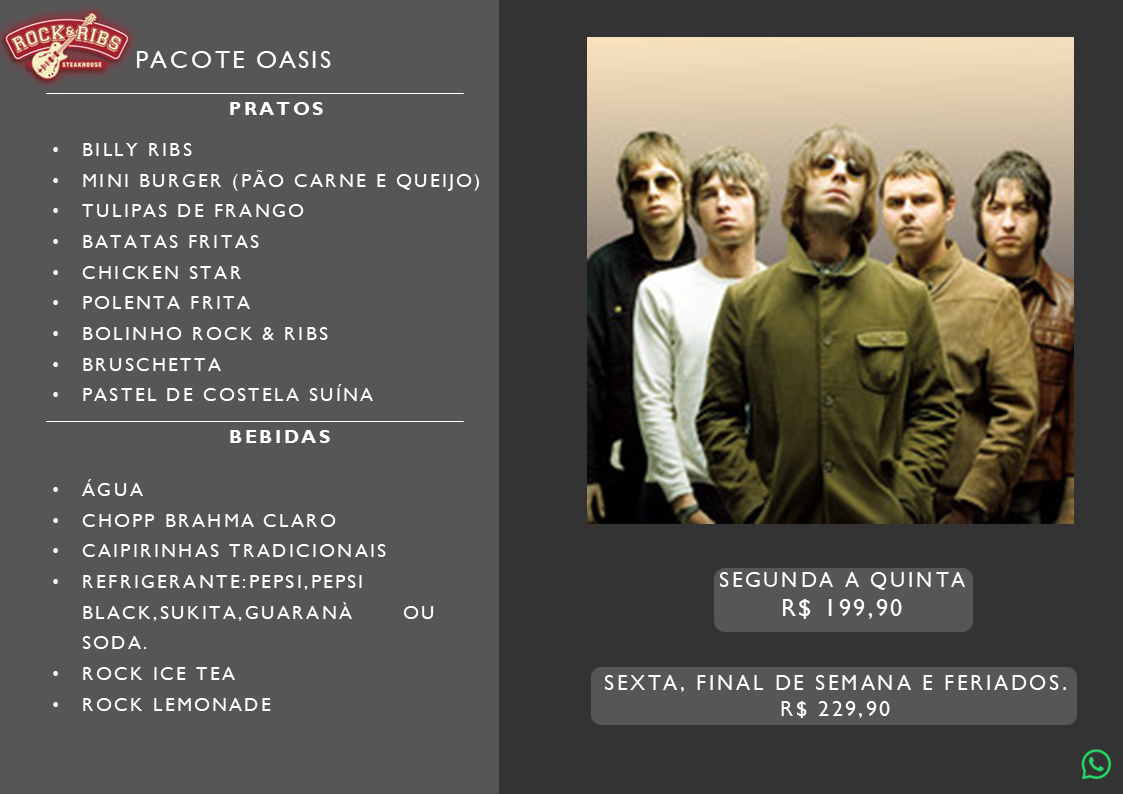 ROCK&RIBS
STEAKHOUSE
PACOTE OASIS
PRATOS
• BILLY RIBS
• MINI BURGER (PÃO CARNE E QUEIJO)
• TULIPAS DE FRANGO
• BATATAS FRITAS
• CHICKEN STAR
• POLENTA FRITA
• BOLINHO ROCK & RIBS
• BRUSCHETTA
• PASTEL DE COSTELA SUÍNA
BEBIDAS
• ÁGUA
• CHOPP BRAHMA CLARO
• CAIPIRINHAS TRADICIONAIS
• REFRIGERANTE:PEPSI,PEPSI
BLACK,SUKITA,GUARANÀ OU
SODA.
• ROCK ICE TEA
• ROCK LEMONADE
SEGUNDA A QUINTA
R$ 199,90
SEXTA, FINAL DE SEMANA E FERIADOS.
R$ 229,90